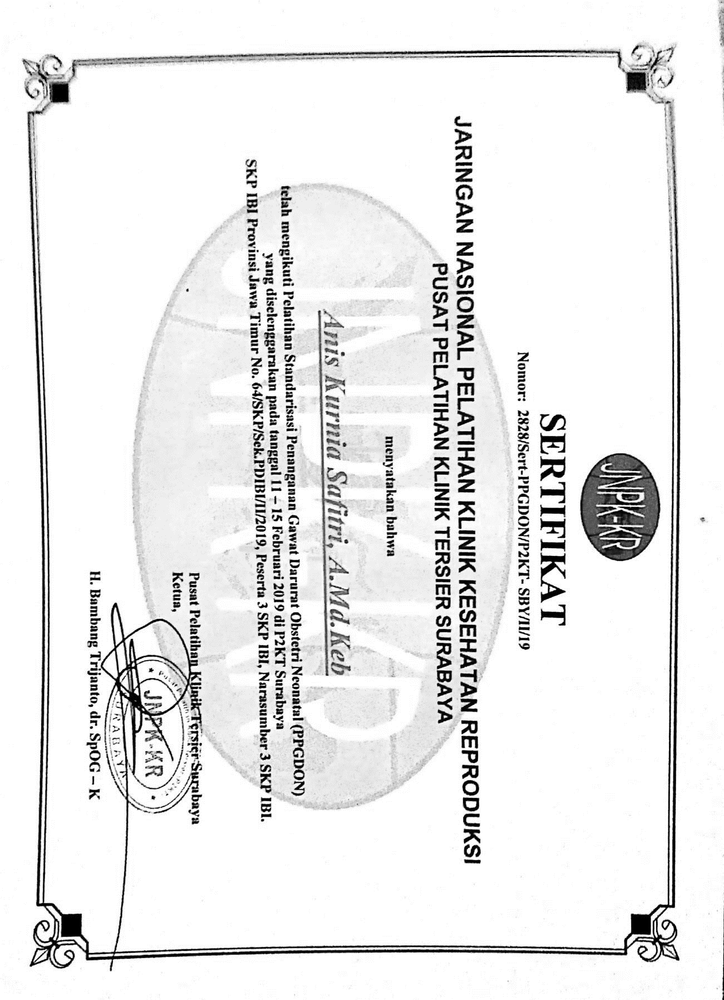 JNPK-KR
SERTIFIKAT
Nomor: 2828/Sert-PPGDON/P2KT- SBY/II/19
JARINGAN NASIONAL PELATIHAN KLINIK KESEHATAN REPRODUKSI
PUSAT PELATIHAN KLINIK TERSIER SURABAYA
menyatakan bahwa
Anis Kurnia Safitri, A.Md.Keb
telah mengikuti Pelatihan Standarisasi Penanganan Gawat Darurat Obstetri Neonatal (PPGDON)
yang diselenggarakan pada tanggal 11 – 15 Februari 2019 di P2KT Surabaya
SKP IBI Provinsi Jawa Timur No. 64/SKP/Sek.PDIBI/II/2019, Peserta 3 SKP IBI, Narasumber 3 SKP IBI.
Pusat Pelatihan Klinik Tersier Surabaya
Ketua,
JNPK-KR
SURABAYA
H. Bambang Trijanto, dr. SpOG – K